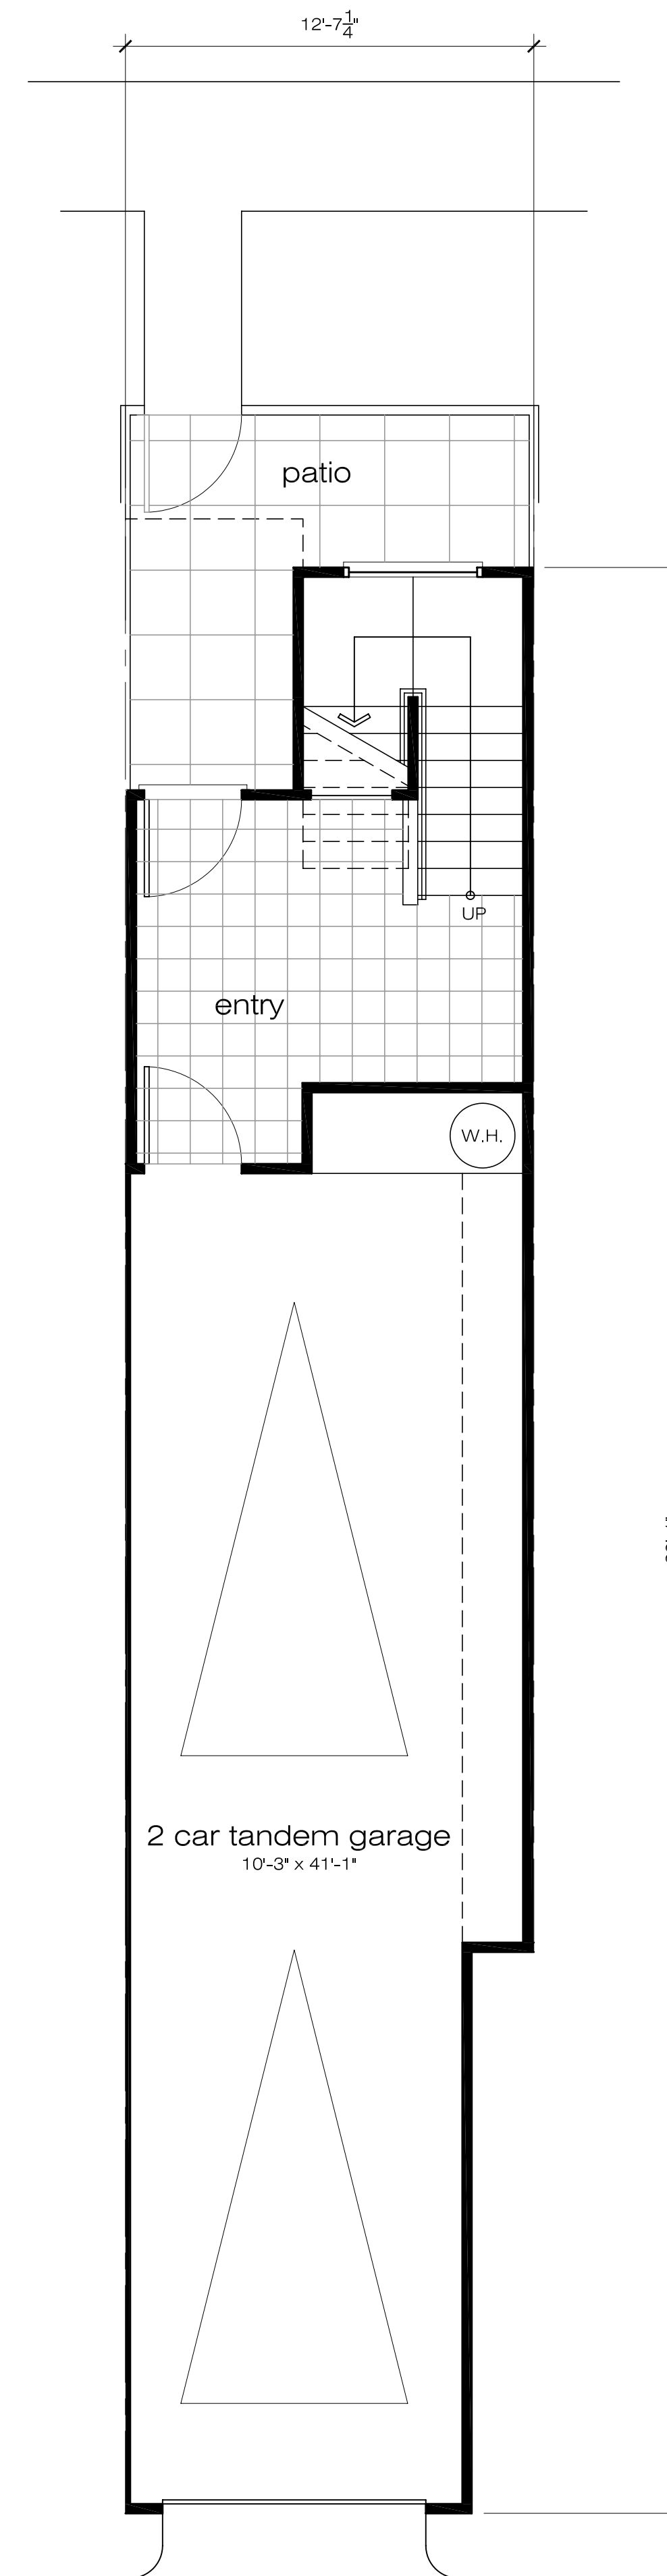 12'-7 1/4"
patio
UP
entry
W.H.
2 car tandem garage
10'-3" x 41'-1"